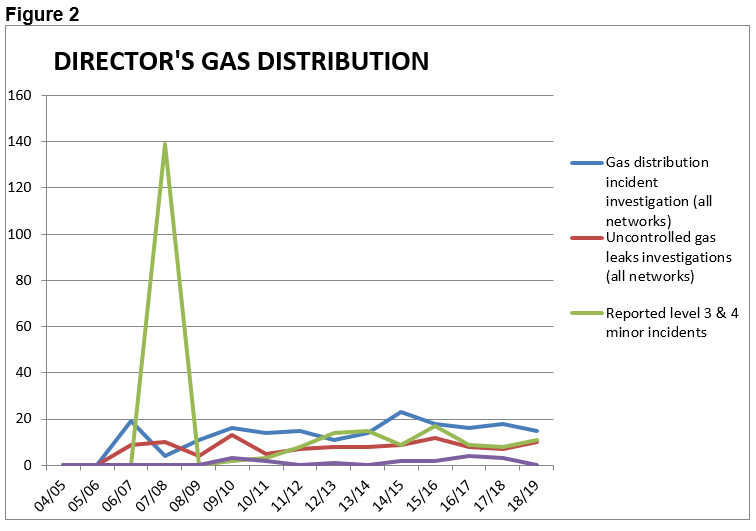 Figure 2
DIRECTOR'S GAS DISTRIBUTION
160
140
120
100
80
60
40
20
0
04/05
05/06
06/07
07/08
08/09
09/10
10/11
11/12
12/13
13/14
14/15
15/16
16/17
17/18
18/19
Gas distribution
incident
investigation (all
networks)
Uncontrolled gas
leaks investigations
(all networks)
Reported level 3 & 4
minor incidents